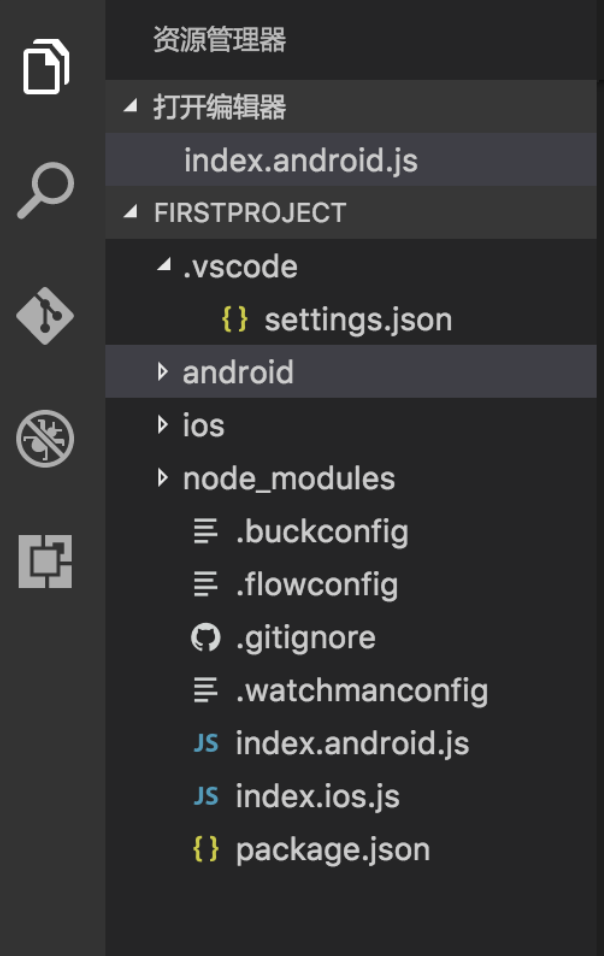 资源管理器
打开编辑器
index.android.js
FIRSTPROJECT
.vscode
{} settings.json
android
ios
node_modules
.buckconfig
.flowconfig
.gitignore
.watchmanconfig
JS index.android.js
JS index.ios.js
{} package.json